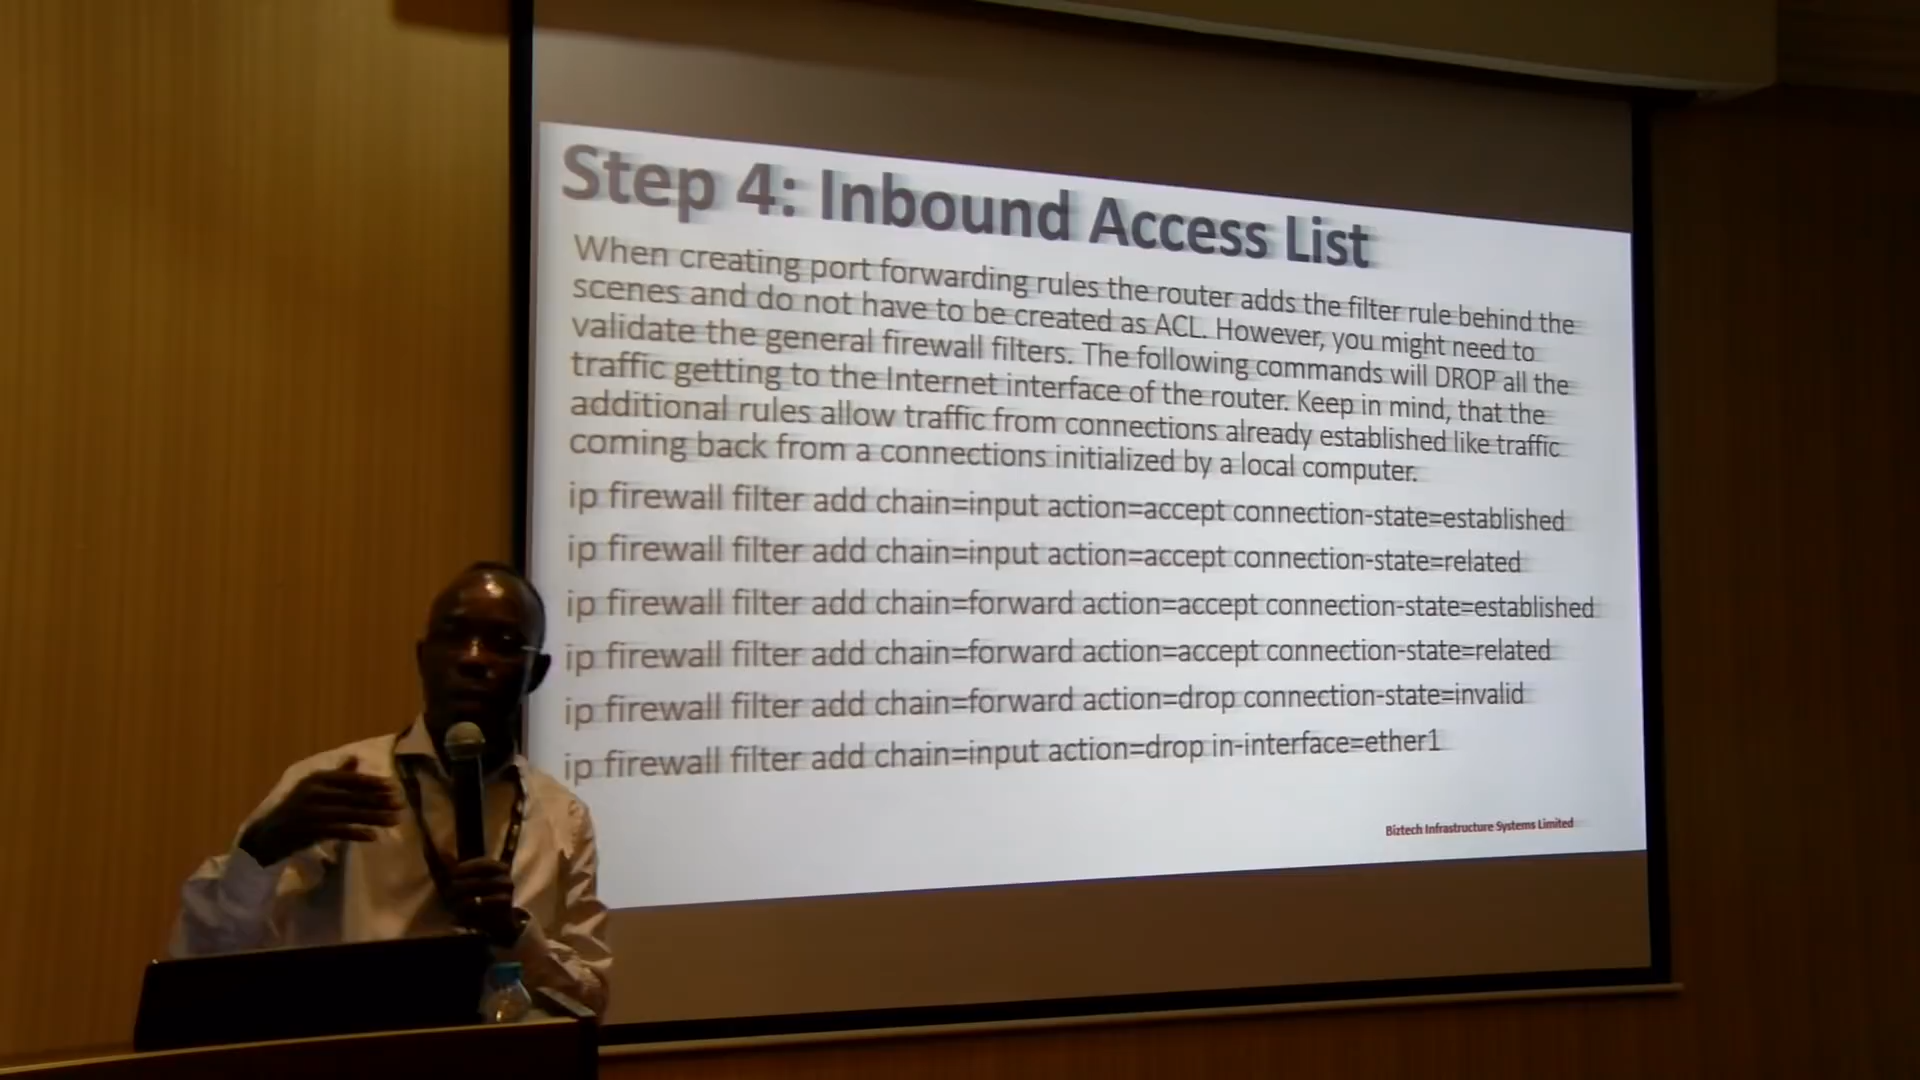 Step 4: Inbound Access List
When creating port forwarding rules the router adds the filter rule behind the
scenes and do not have to be created as ACL. However, you might need to
validate the general firewall filters. The following commands will DROP all the
traffic getting to the Internet interface of the router. Keep in mind, that the
additional rules allow traffic from connections already established like traffic
coming back from a connections initialized by a local computer.
ip firewall filter add chain=input action=accept connection-state=established
ip firewall filter add chain=input action=accept connection-state=related
ip firewall filter add chain=forward action=accept connection-state=established
ip firewall filter add chain=forward action=accept connection-state=related
ip firewall filter add chain=forward action=drop connection-state=invalid
ip firewall filter add chain=input action=drop in-interface=ether1
Biztech Infrastructure Systems Limited